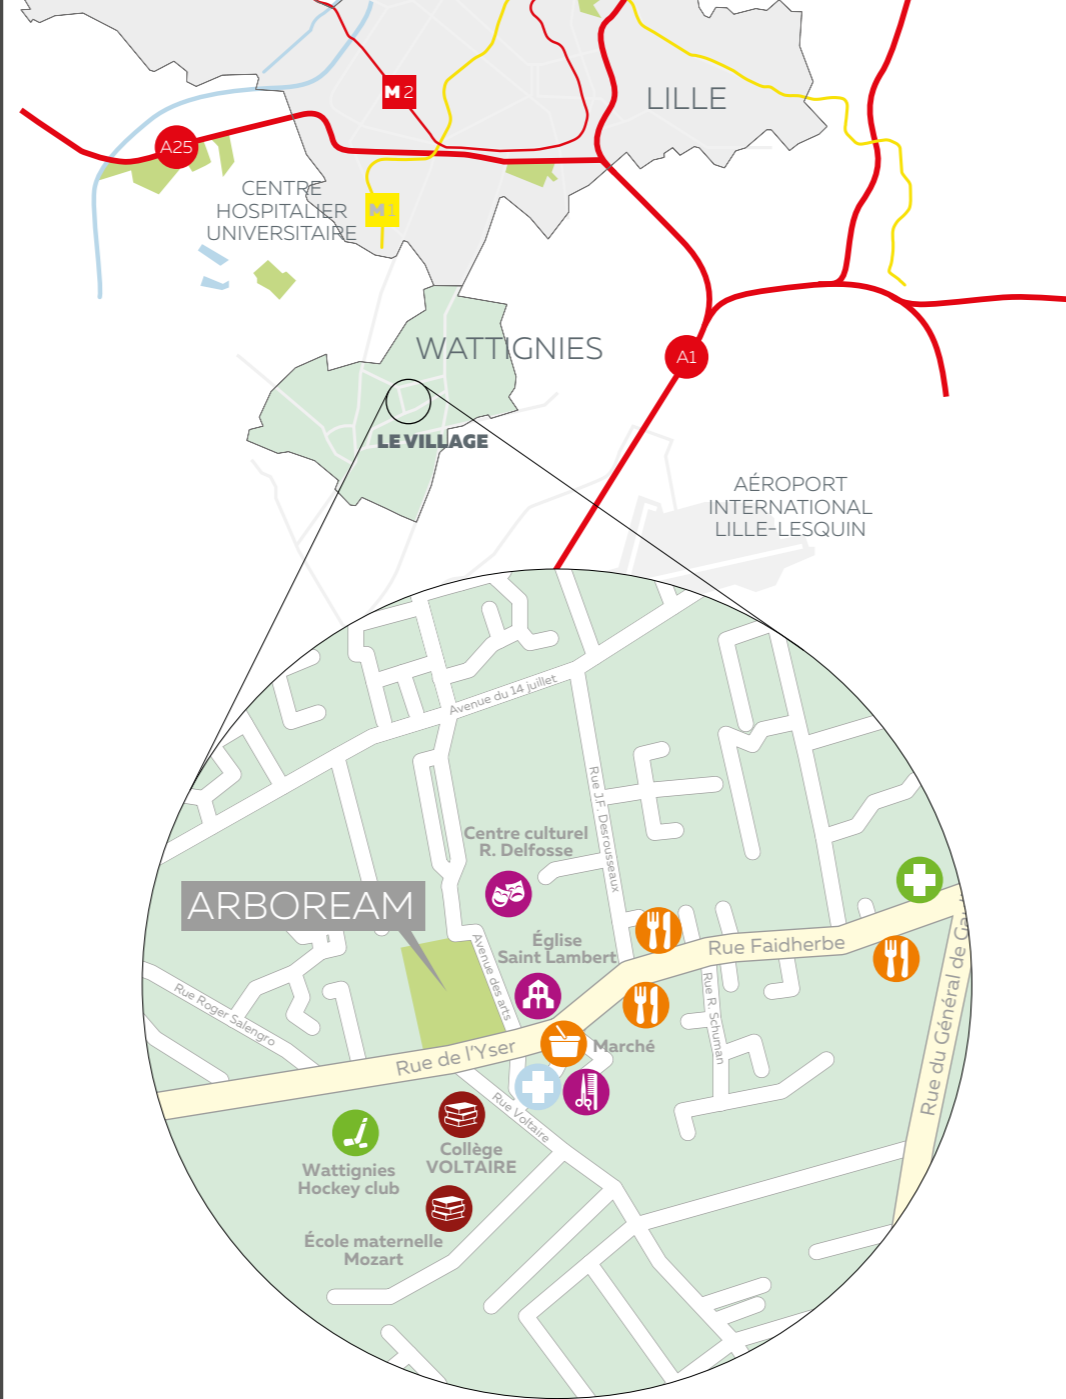 LILLE
M 2
A25
CENTRE
HOSPITALIER
UNIVERSITAIRE
M 1
WATTIGNIES
A1
LE VILLAGE
AÉROPORT
INTERNATIONAL
LILLE-LESQUIN
Avenue du 14 juillet
Rue J.F. Desrousseaux
Centre culturel
R. Delfosse
ARBOREAM
Église
Saint Lambert
Avenue des arts
Rue Faidherbe
Rue Roger Salengro
Rue R. Schuman
Rue du Général de
Rue de l'Yser
Marché
Rue Voltaire
Collège
VOLTAIRE
Wattignies
Hockey club
École maternelle
Mozart